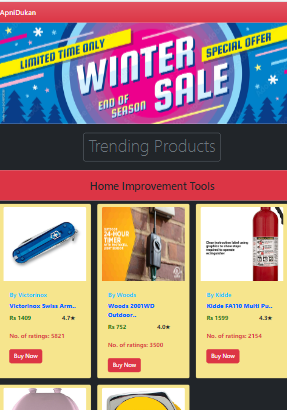 ApniDukan
LIMITED TIME ONLY
WINTER
SPECIAL OFFER
END OF
SEASON
SALE
Trending Products
Home Improvement Tools
24-HOUR
TIMER
By Victorinox
Victorinox Swiss Arm..
Rs 1409 4.7★
No. of ratings: 5821
Buy Now
By Woods
Woods 2001WD
Outdoor..
Rs 752 4.0★
No. of ratings: 3500
Buy Now
By Kidde
Kidde FA110 Multi Pu..
Rs 1599 4.3★
No. of ratings: 2154
Buy Now